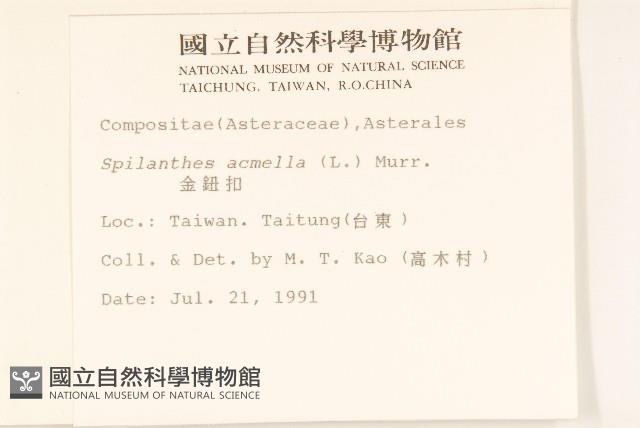 國立自然科學博物館
NATIONAL MUSEUM OF NATURAL SCIENCE
TAICHUNG. TAIWAN, R.O.CHINA
Compositae(Asteraceae),Asterales
Spilanthes acmella (L.) Murr.
金鈕扣
Loc.: Taiwan. Taitung(台東)
Coll. & Det. by M. T. Kao (高木村)
Date: Jul. 21, 1991
國立自然科學博物館
NATIONAL MUSEUM OF NATURAL SCIENCE